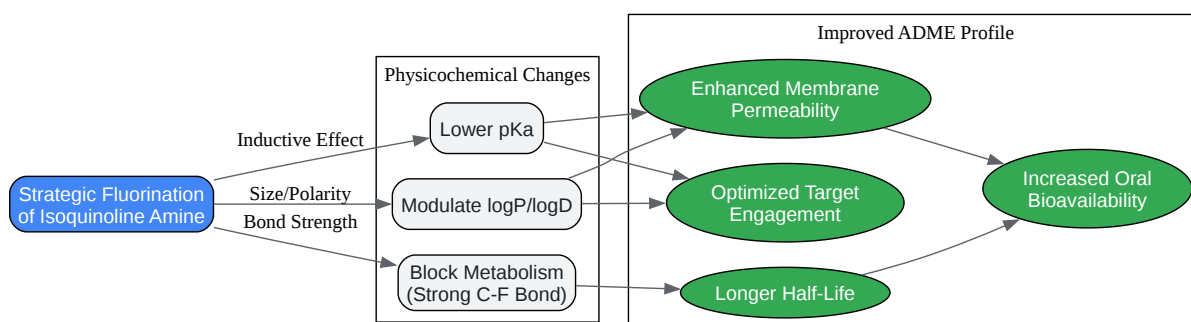 Improved ADME Profile
Physicochemical Changes
Enhanced Membrane
Permeability
Inductive Effect
Lower pKa
Strategic Fluorination
of Isoquinoline Amine
Size/Polarity
Bond Strength
Modulate logP/logD
Optimized Target
Engagement
Increased Oral
Bioavailability
Block Metabolism
(Strong C-F Bond)
Longer Half-Life